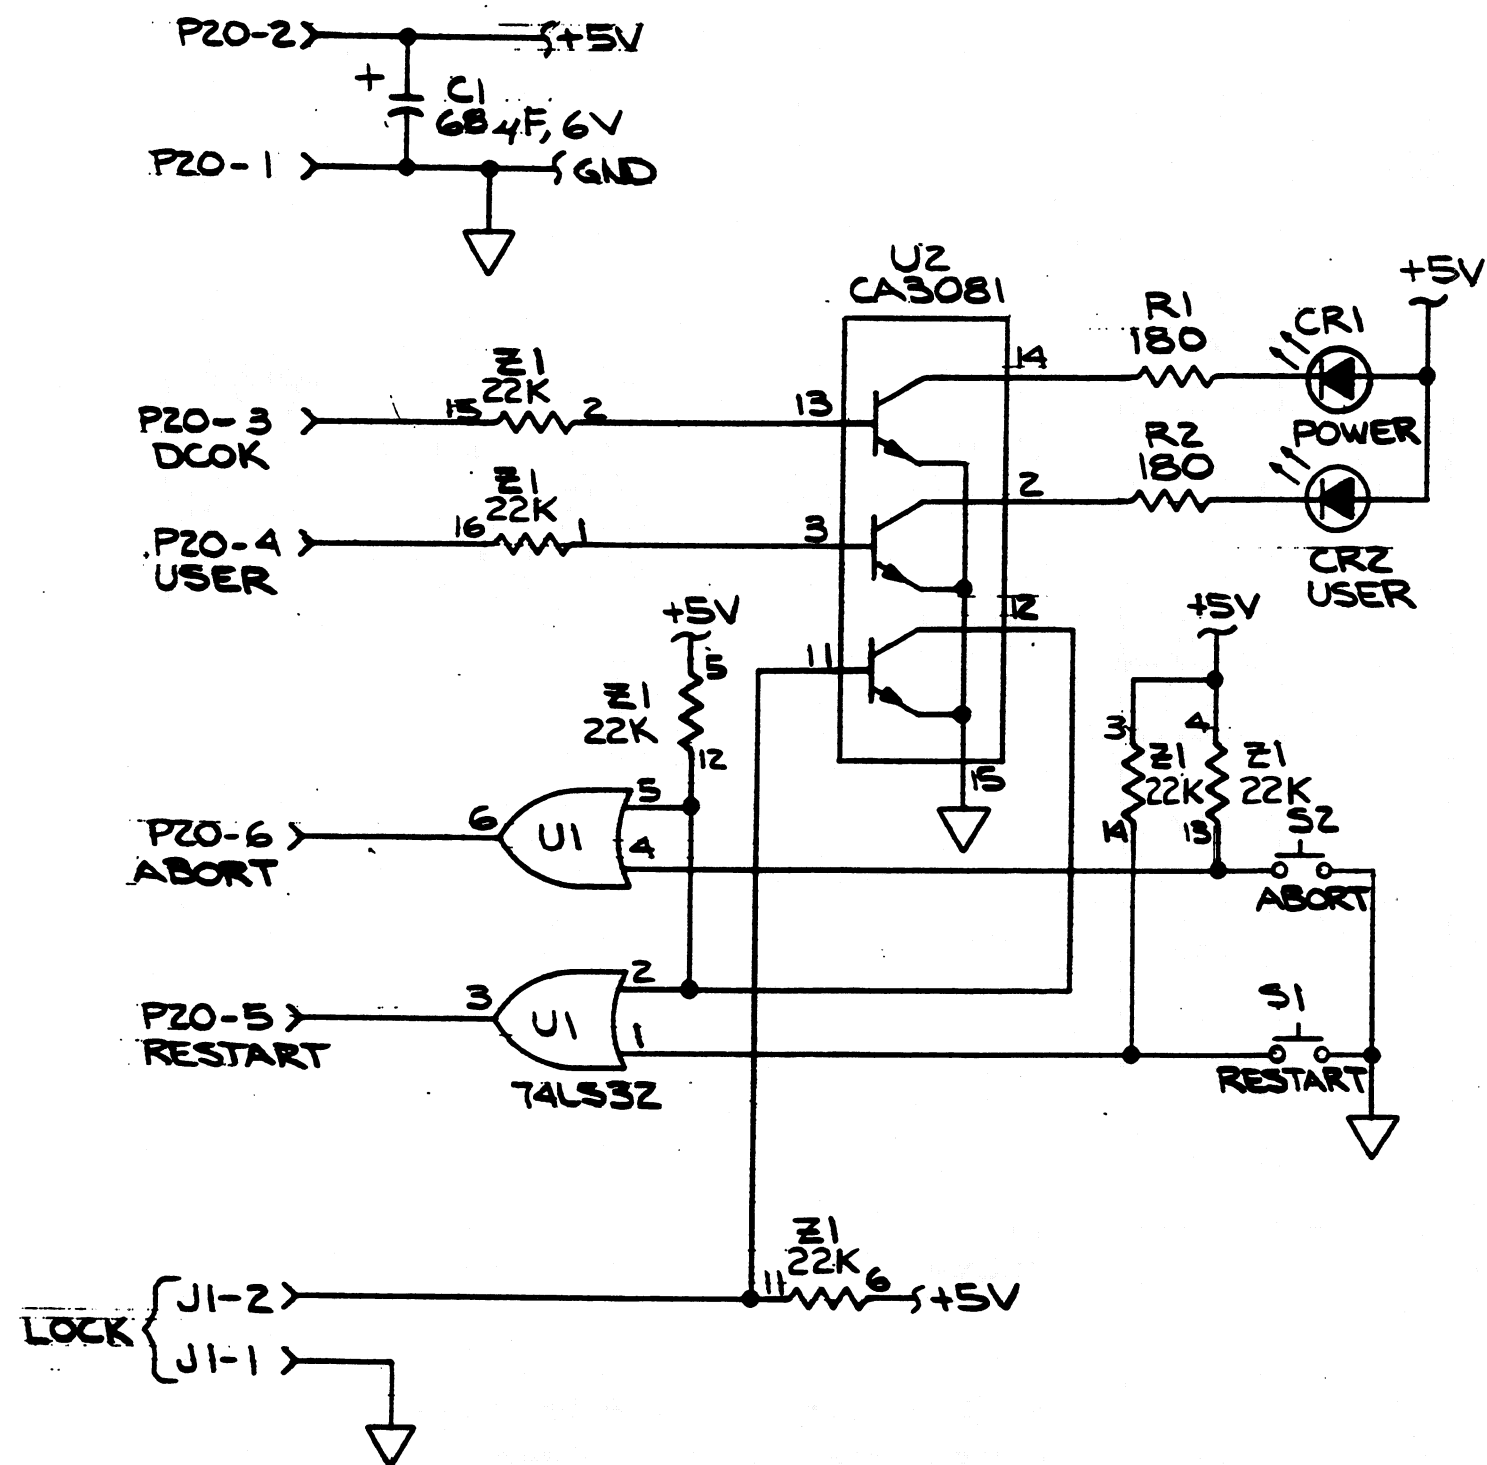 P20-2
+5V
+
C1
68µF, 6V
P20-1
GND
U2
CA3081
+5V
R1
180
CR1
14
Z1
22K
15
2
13
P20-3
DCOK
POWER
R2
180
Z1
22K
16
1
3
2
P20-4
USER
CR2
USER
+5V
5
12
+5V
11
Z1
22K
12
3
4
Z1
22K
Z1
22K
15
14
13
S2
5
6
U1
4
P20-6
ABORT
ABORT
2
3
U1
1
P20-5
RESTART
S1
RESTART
74LS32
Z1
22K
11
6
+5V
J1-2
LOCK
J1-1